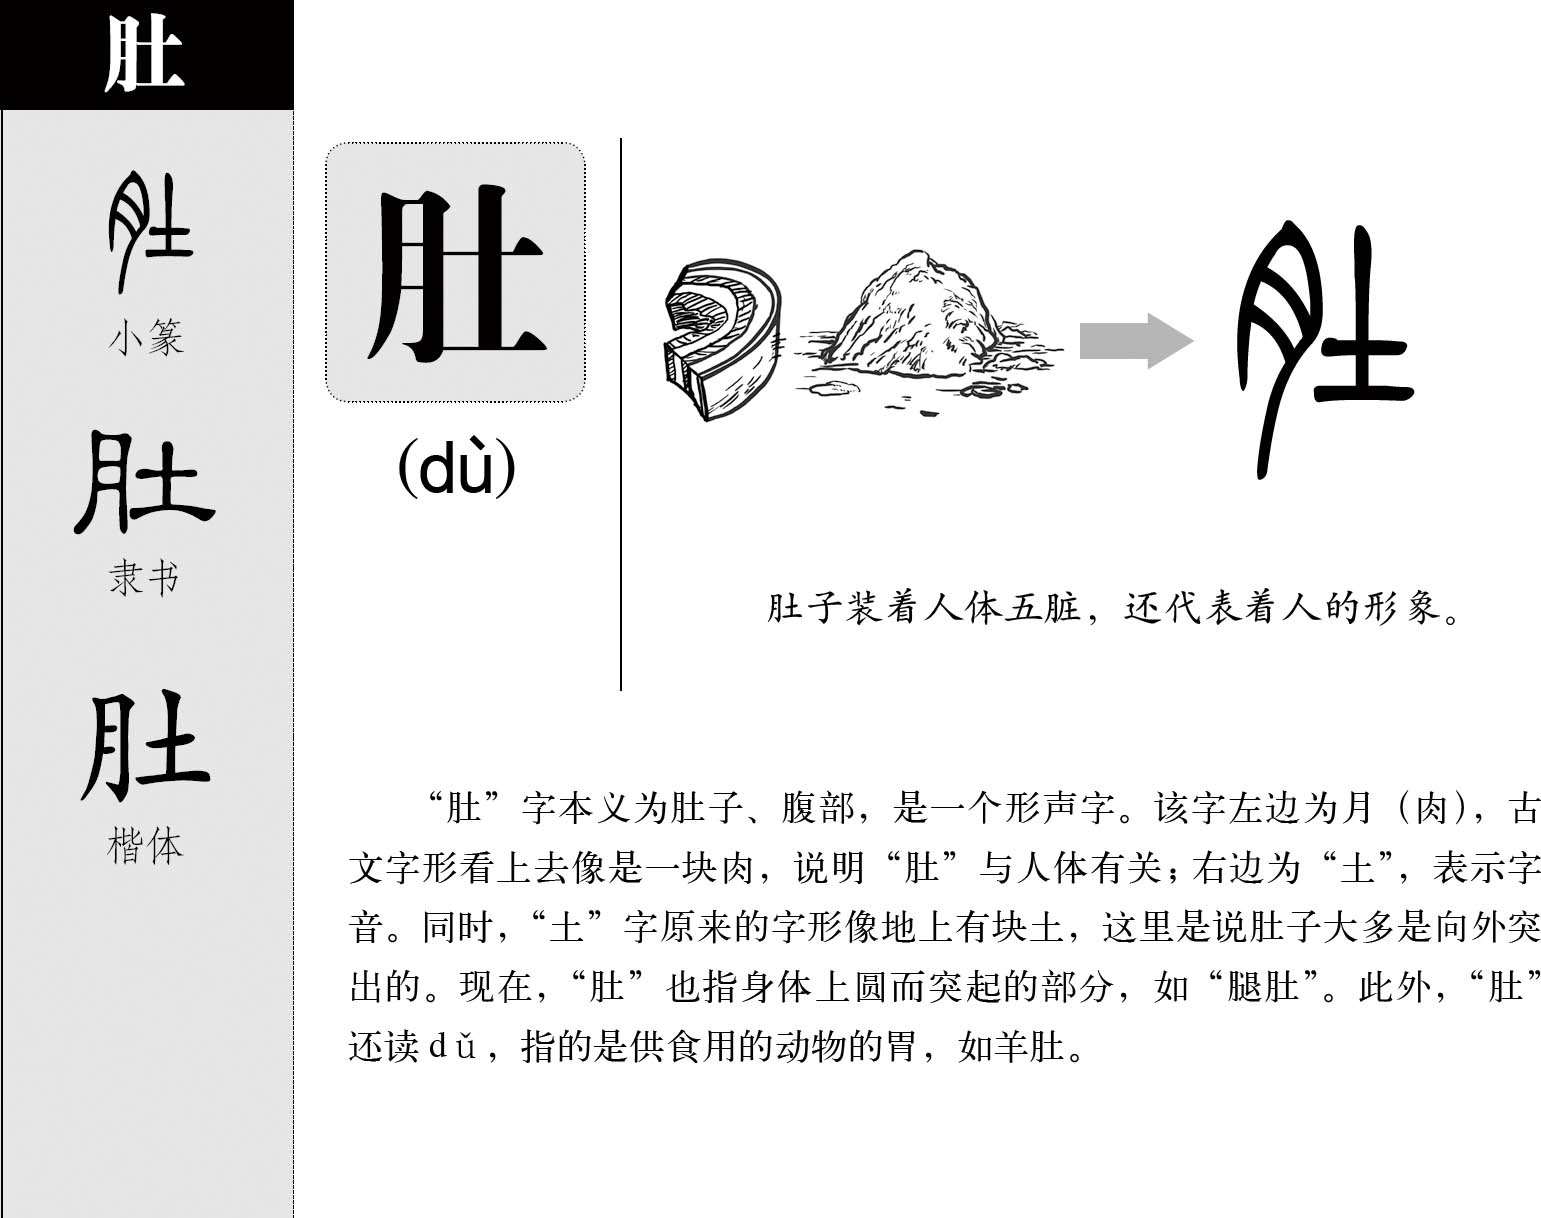 肚
肚
小篆
肚
隶书
肚
楷体
肚
(dù)
肚
肚子装着人体五脏，还代表着人的形象。
“肚”字本义为肚子、腹部，是一个形声字。该字左边为月（肉），古
文字形看上去像是一块肉，说明“肚”与人体有关；右边为“土”，表示字
音。同时，“土”字原来的字形像地上有块土，这里是说肚子大多是向外突
出的。现在，“肚”也指身体上圆而突起的部分，如“腿肚”。此外，“肚”
还读dǔ，指的是供食用的动物的胃，如羊肚。